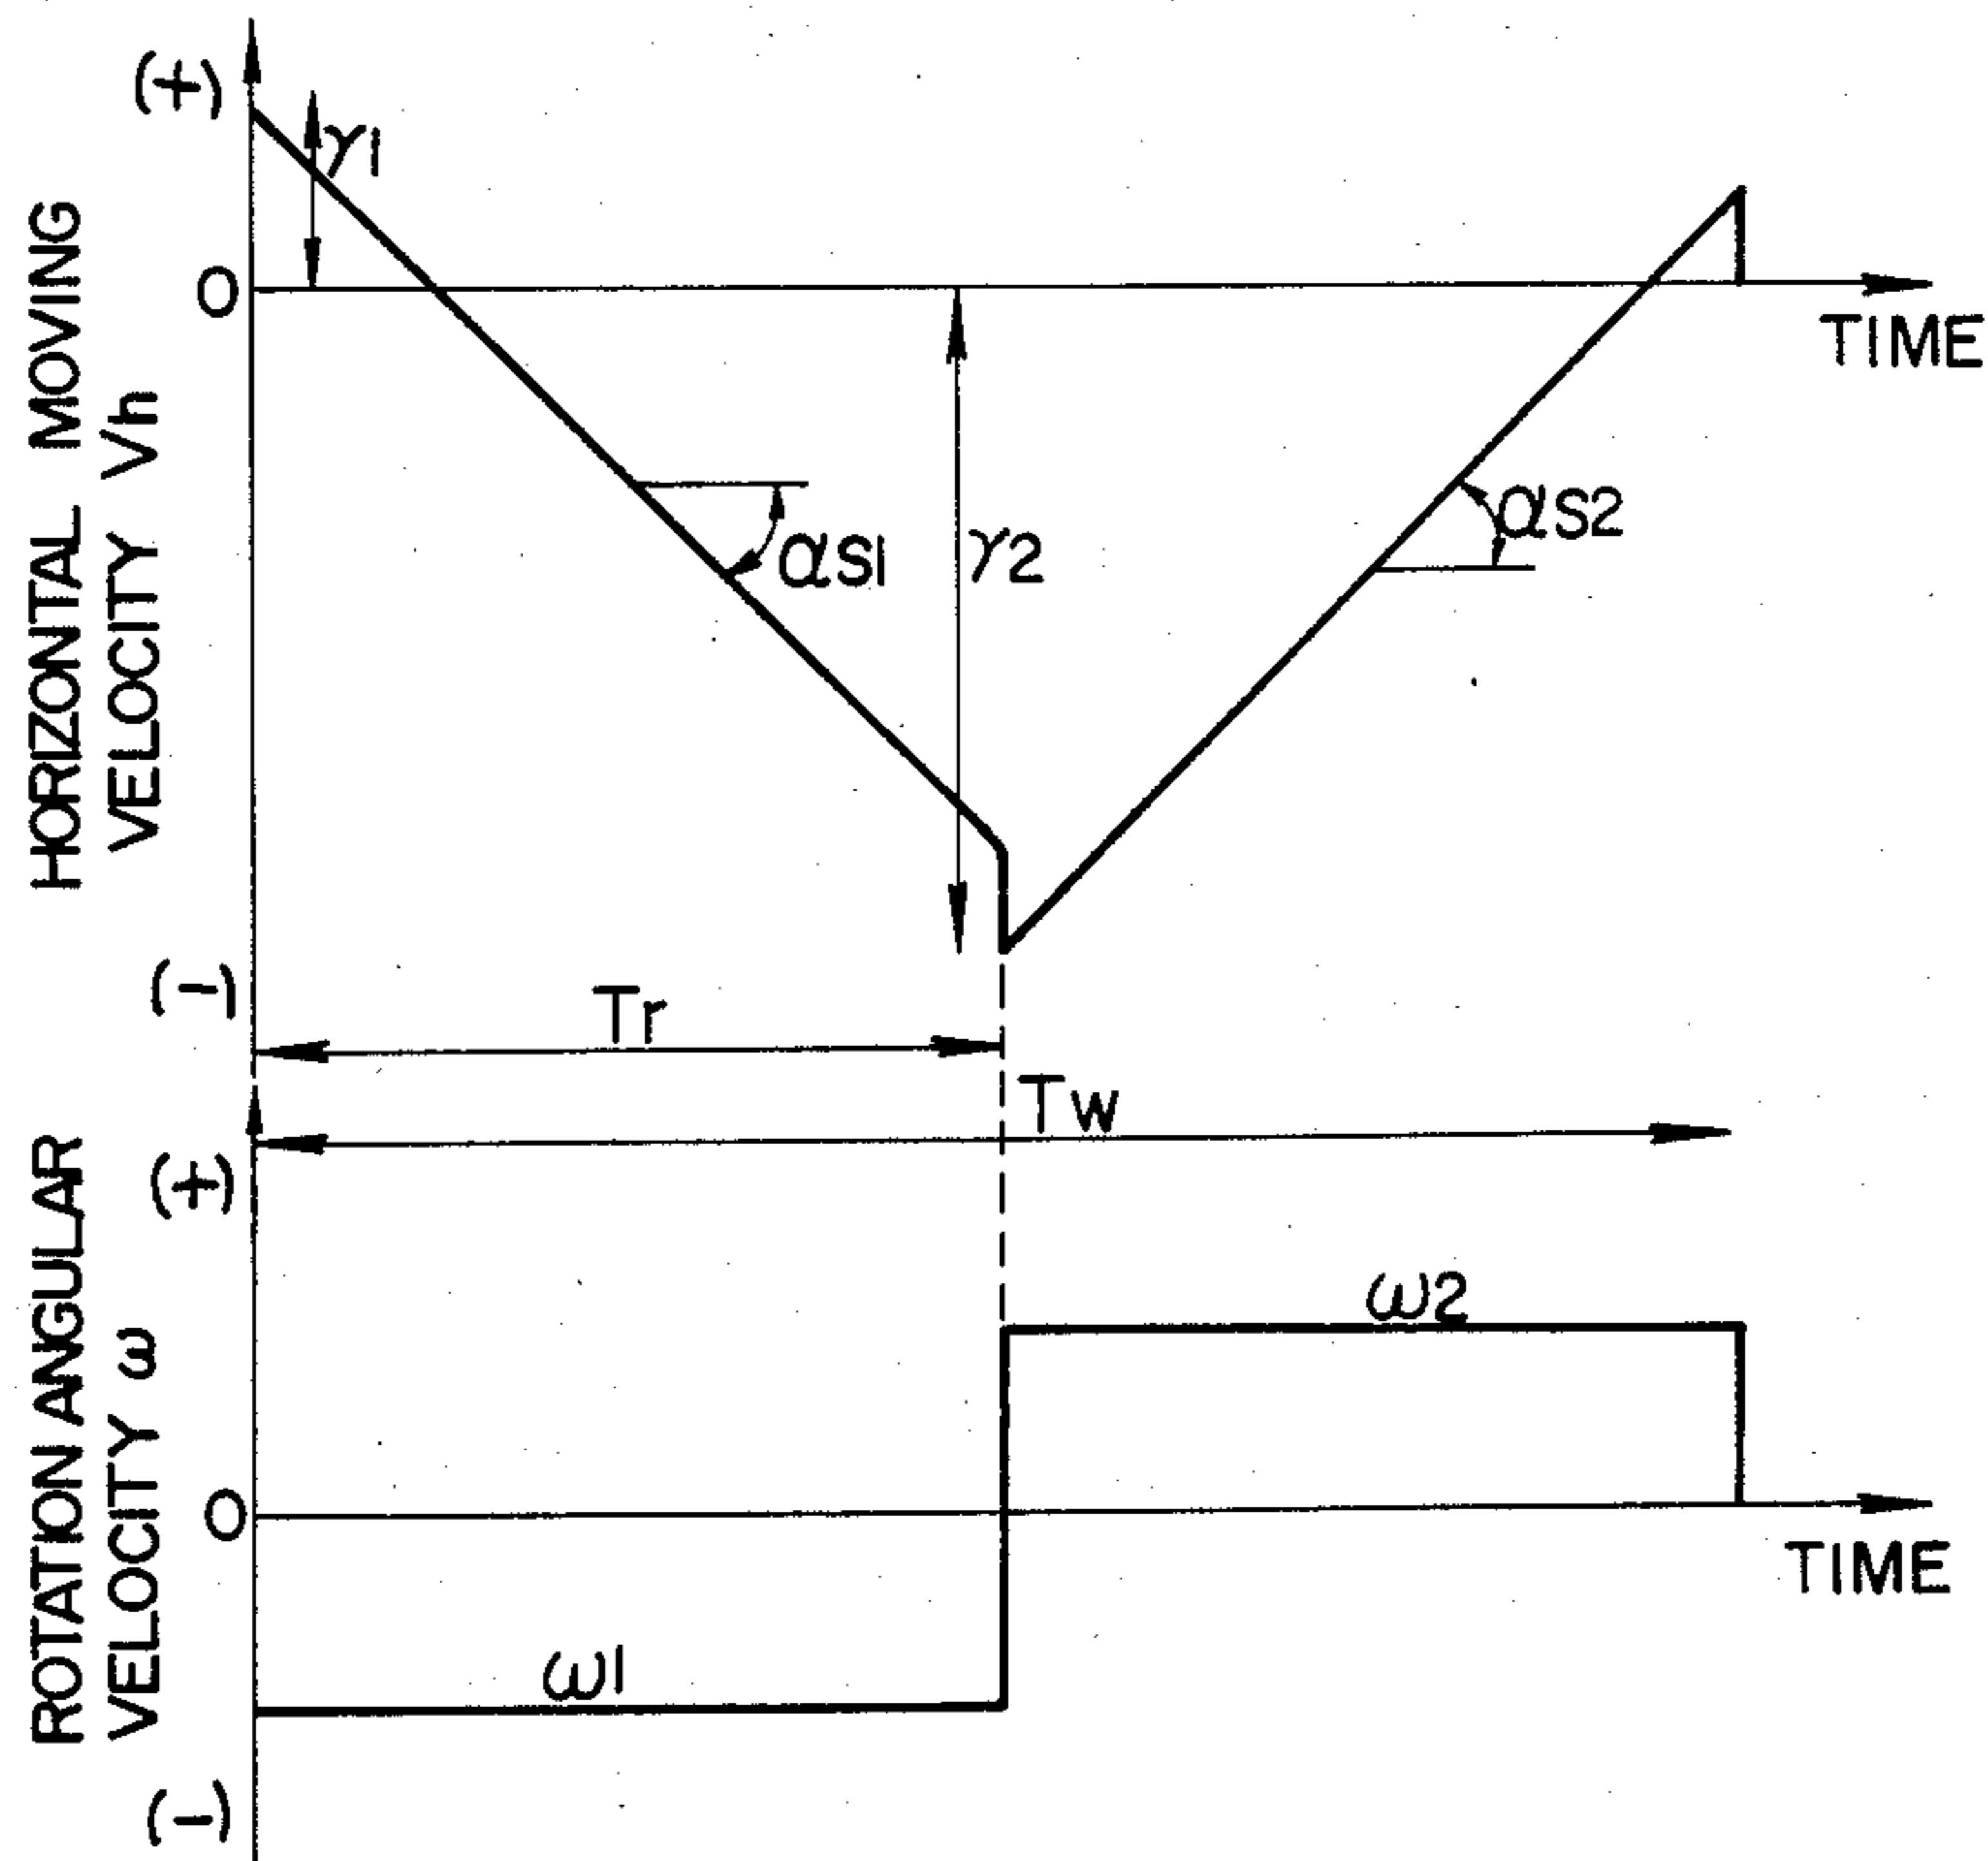 HORIZONTAL MOVING
VELOCITY Vh
(+)
O
(-)
γ1
αS1
γ2
αS2
TIME
Tr
Tw
ROTATION ANGULAR
VELOCITY ω
(+)
O
(-)
ω1
ω2
TIME